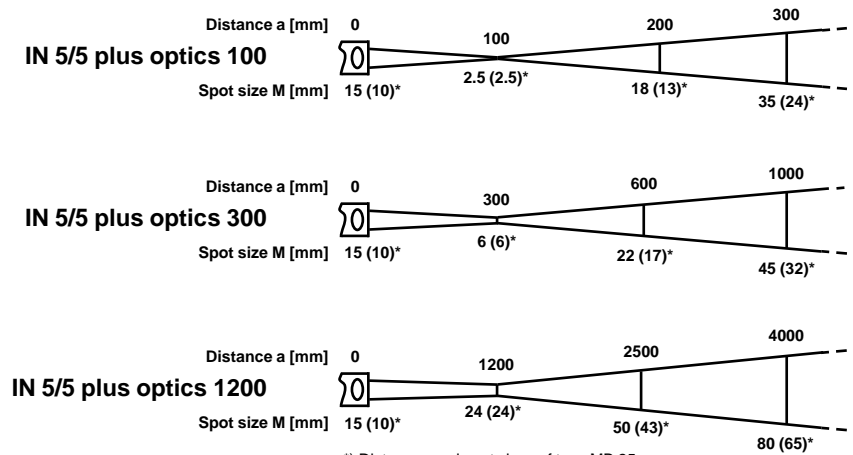 Distance a [mm] 0 100 200 300
IN 5/5 plus optics 100
Spot size M [mm] 15 (10)* 2.5 (2.5)* 18 (13)* 35 (24)*
Distance a [mm] 0 300 600 1000
IN 5/5 plus optics 300
Spot size M [mm] 15 (10)* 6 (6)* 22 (17)* 45 (32)*
Distance a [mm] 0 1200 2500 4000
IN 5/5 plus optics 1200
Spot size M [mm] 15 (10)* 24 (24)* 50 (43)* 80 (65)*